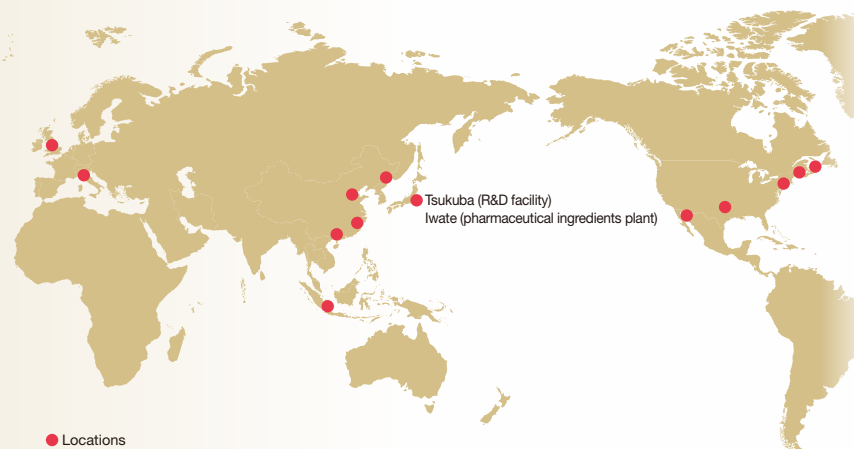 Tsukuba (R&D facility)
Iwate (pharmaceutical ingredients plant)
Locations